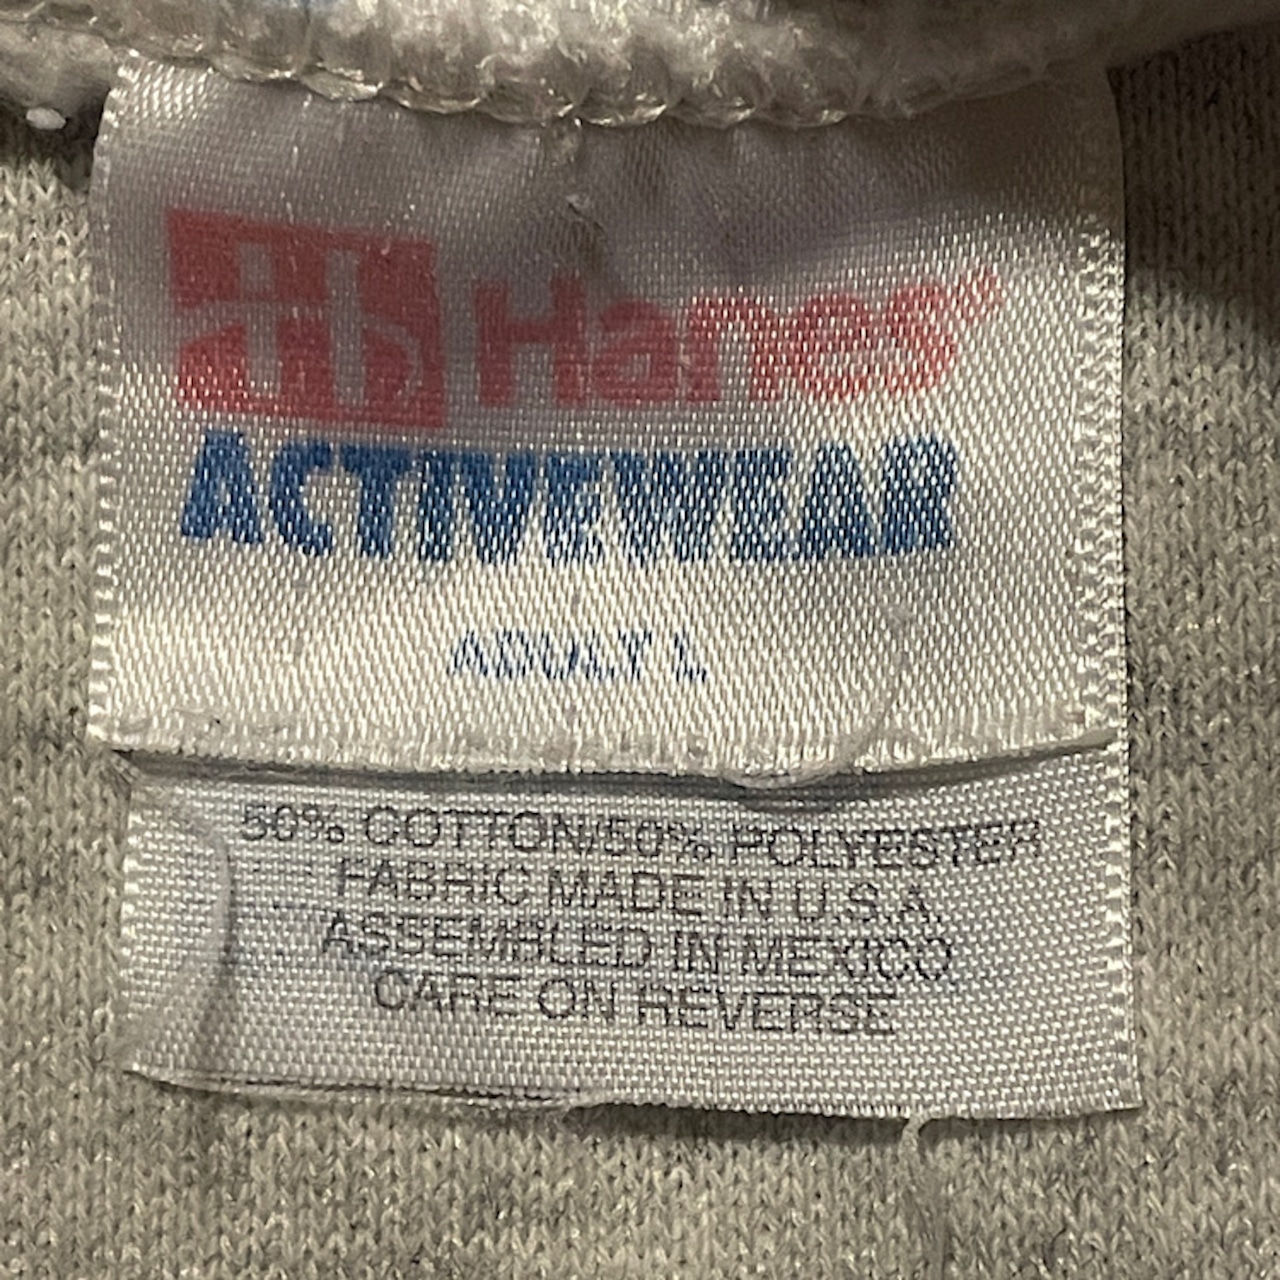 Hanes®
ACTIVEWEAR
ADULT L
50% COTTON/50% POLYESTER
FABRIC MADE IN U.S.A.
ASSEMBLED IN MEXICO
CARE ON REVERSE